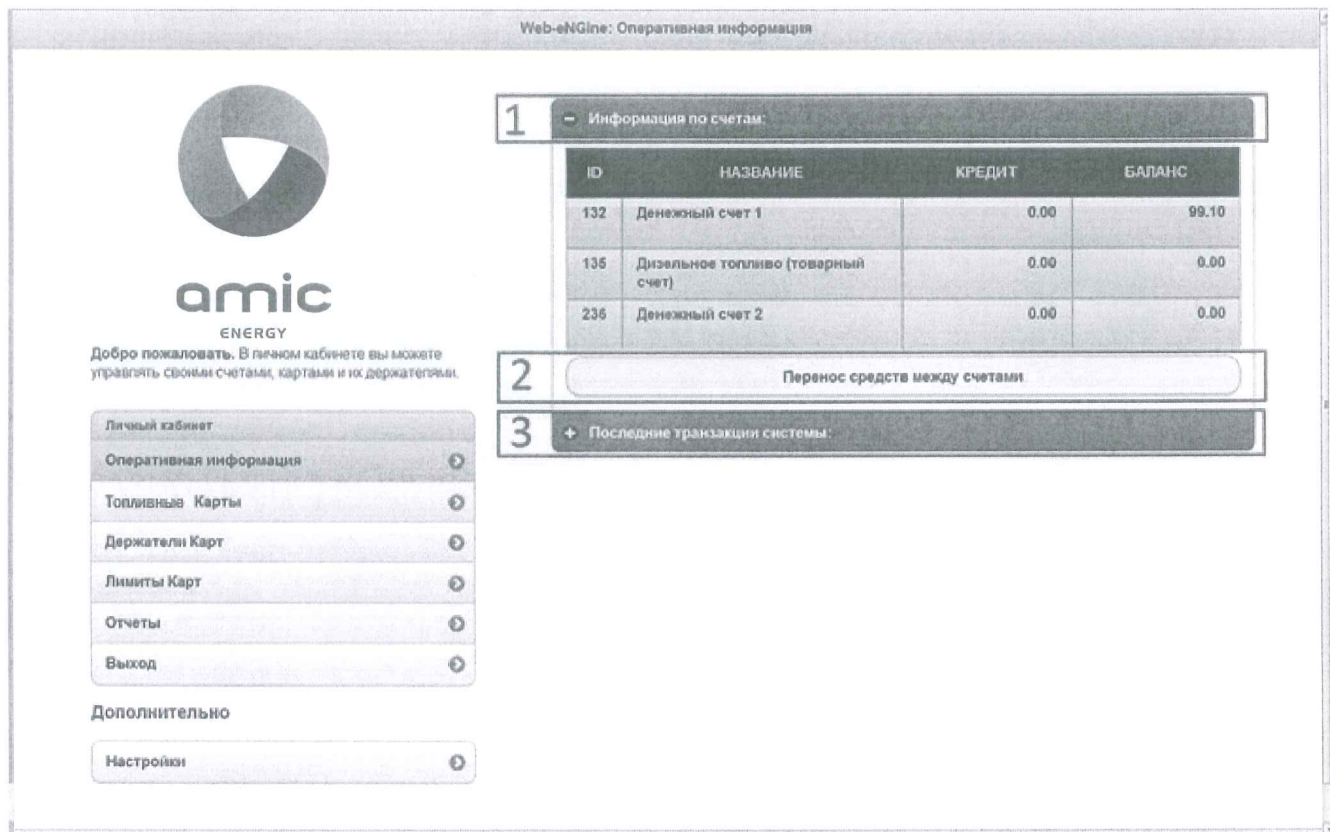 Web-eNGine: Оперативная информация
amic
ENERGY
Добро пожаловать. В личном кабинете вы можете
управлять своими счетами, картами и их держателями.
Личный кабинет
Оперативная информация
Топливные Карты
Держатели Карт
Лимиты Карт
Отчеты
Выход
Дополнительно
Настройки
1 Информация по счетам:
ID НАЗВАНИЕ КРЕДИТ БАЛАНС
132 Денежный счет 1 0.00 99.10
135 Дизельное топливо (товарный 0.00 0.00
счет)
236 Денежный счет 2 0.00 0.00
2 Перенос средств между счетами
3 Последние транзакции системы: